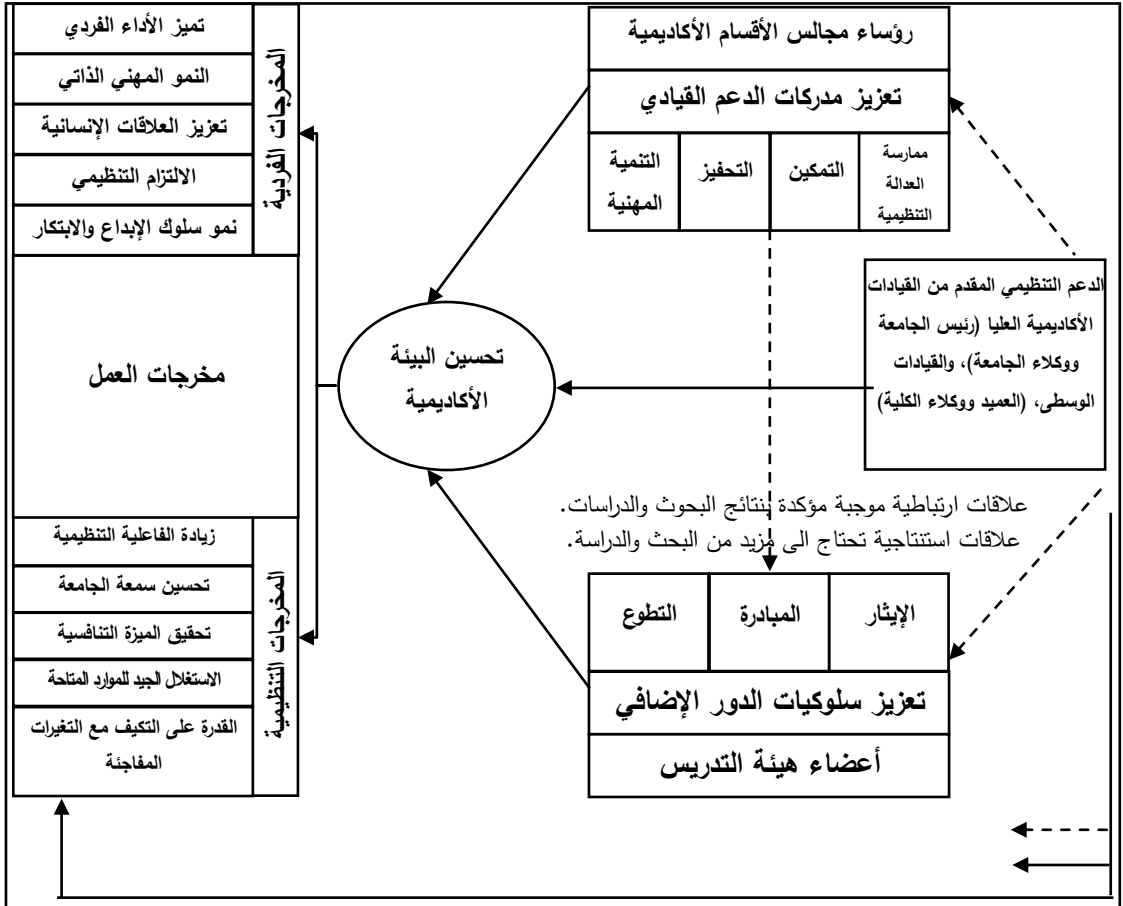 رؤساء مجالس الأقسام الأكاديمية
تعزيز مدركات الدعم القيادي
ممارسة
العدالة
التنظيمية
التمكين
التحفيز
التنمية
المهنية
الدعم التنظيمي المقدم من القيادات
الأكاديمية العليا (رئيس الجامعة
ووكلاء الجامعة)، والقيادات
الوسطى، (العميد ووكلاء الكلية)
علاقات ارتباطية موجبة مؤكدة بنتائج البحوث والدراسات.
علاقات استنتاجية تحتاج الى مزيد من البحث والدراسة.
الإيثار
المبادرة
التطوع
تعزيز سلوكيات الدور الإضافي
أعضاء هيئة التدريس
تحسين البيئة
الأكاديمية
المخرجات الفردية
تميز الأداء الفردي
النمو المهني الذاتي
تعزيز العلاقات الإنسانية
الالتزام التنظيمي
نمو سلوك الإبداع والابتكار
مخرجات العمل
المخرجات التنظيمية
زيادة الفاعلية التنظيمية
تحسين سمعة الجامعة
تحقيق الميزة التنافسية
الاستغلال الجيد للموارد المتاحة
القدرة على التكيف مع التغيرات
المفاجئة